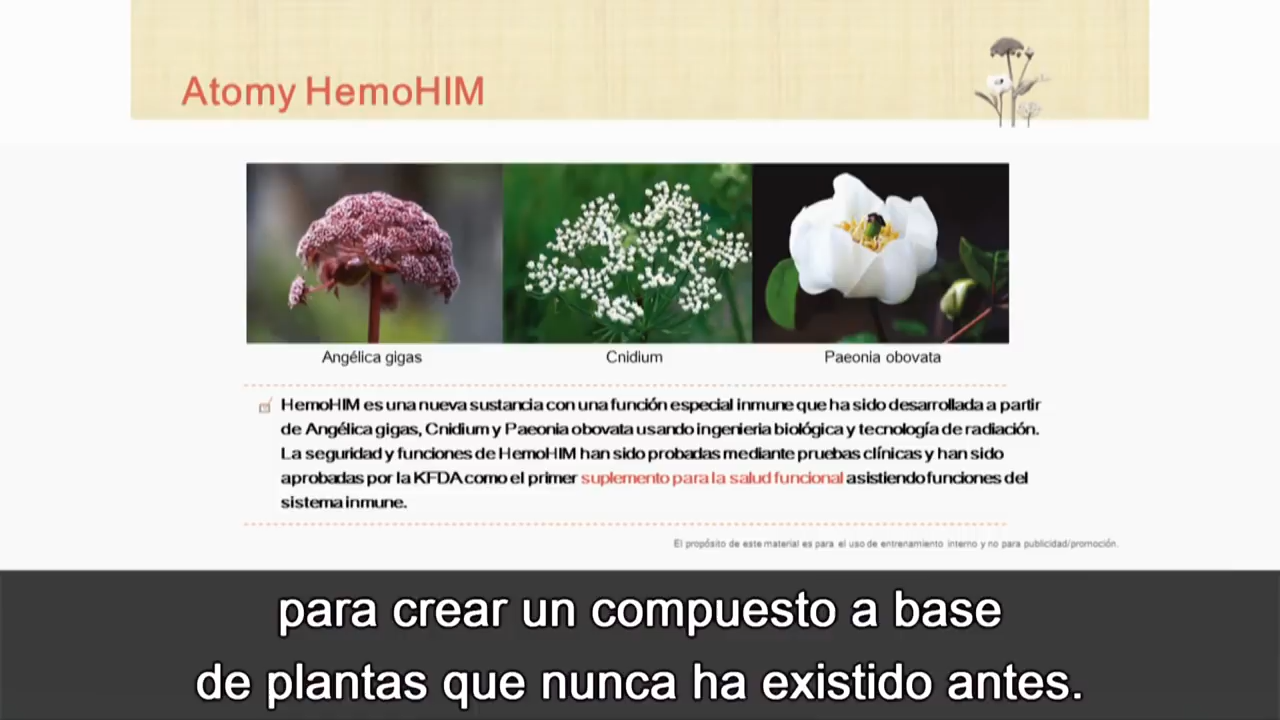 Atomy HemoHIM
Angélica gigas
Cnidium
Paeonia obovata
HemoHIM es una nueva sustancia con una función especial inmune que ha sido desarrollada a partir
de Angélica gigas, Cnidium y Paeonia obovata usando ingenieria biológica y tecnología de radiación.
La seguridad y funciones de HemoHIM han sido probadas mediante pruebas clínicas y han sido
aprobadas por la KFDA como el primer suplemento para la salud funcional asistiendo funciones del
sistema inmune.
El propósito de este material es para el uso de entrenamiento interno y no para publicidad/promoción.
para crear un compuesto a base
de plantas que nunca ha existido antes.